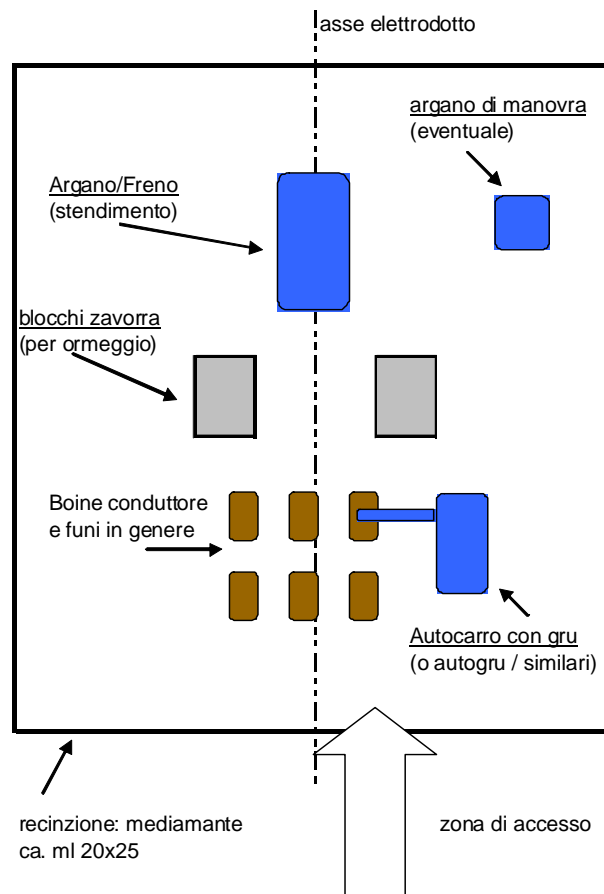 asse elettrodotto
argano di manovra
(eventuale)
Argano/Freno
(stendimento)
blocchi zavorra
(per ormeggio)
Boine conduttore
e funi in genere
Autocarro con gru
(o autogru / similari)
recinzione: mediamante
ca. ml 20x25
zona di accesso